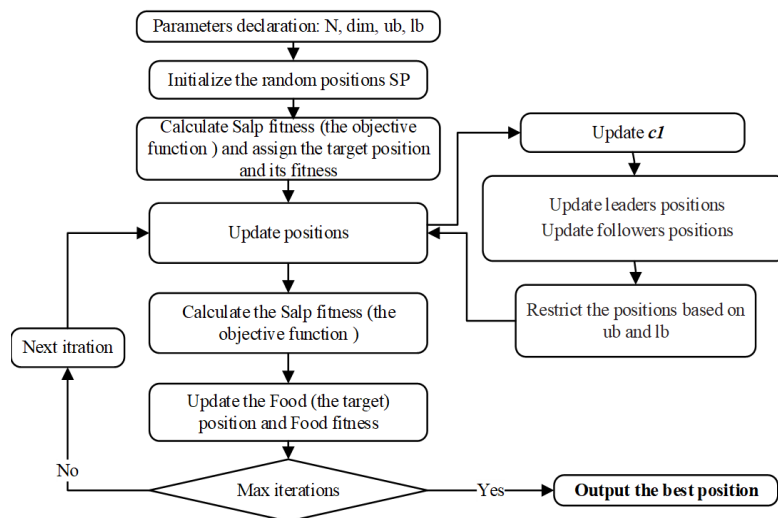 Parameters declaration: N, dim, ub, lb
Initialize the random positions SP
Calculate Salp fitness (the objective
function ) and assign the target position
and its fitness
Update positions
Calculate the Salp fitness (the
objective function )
Update the Food (the target)
position and Food fitness
Max iterations
No
Next itration
Yes
Output the best position
Update c1
Update leaders positions
Update followers positions
Restrict the positions based on
ub and lb